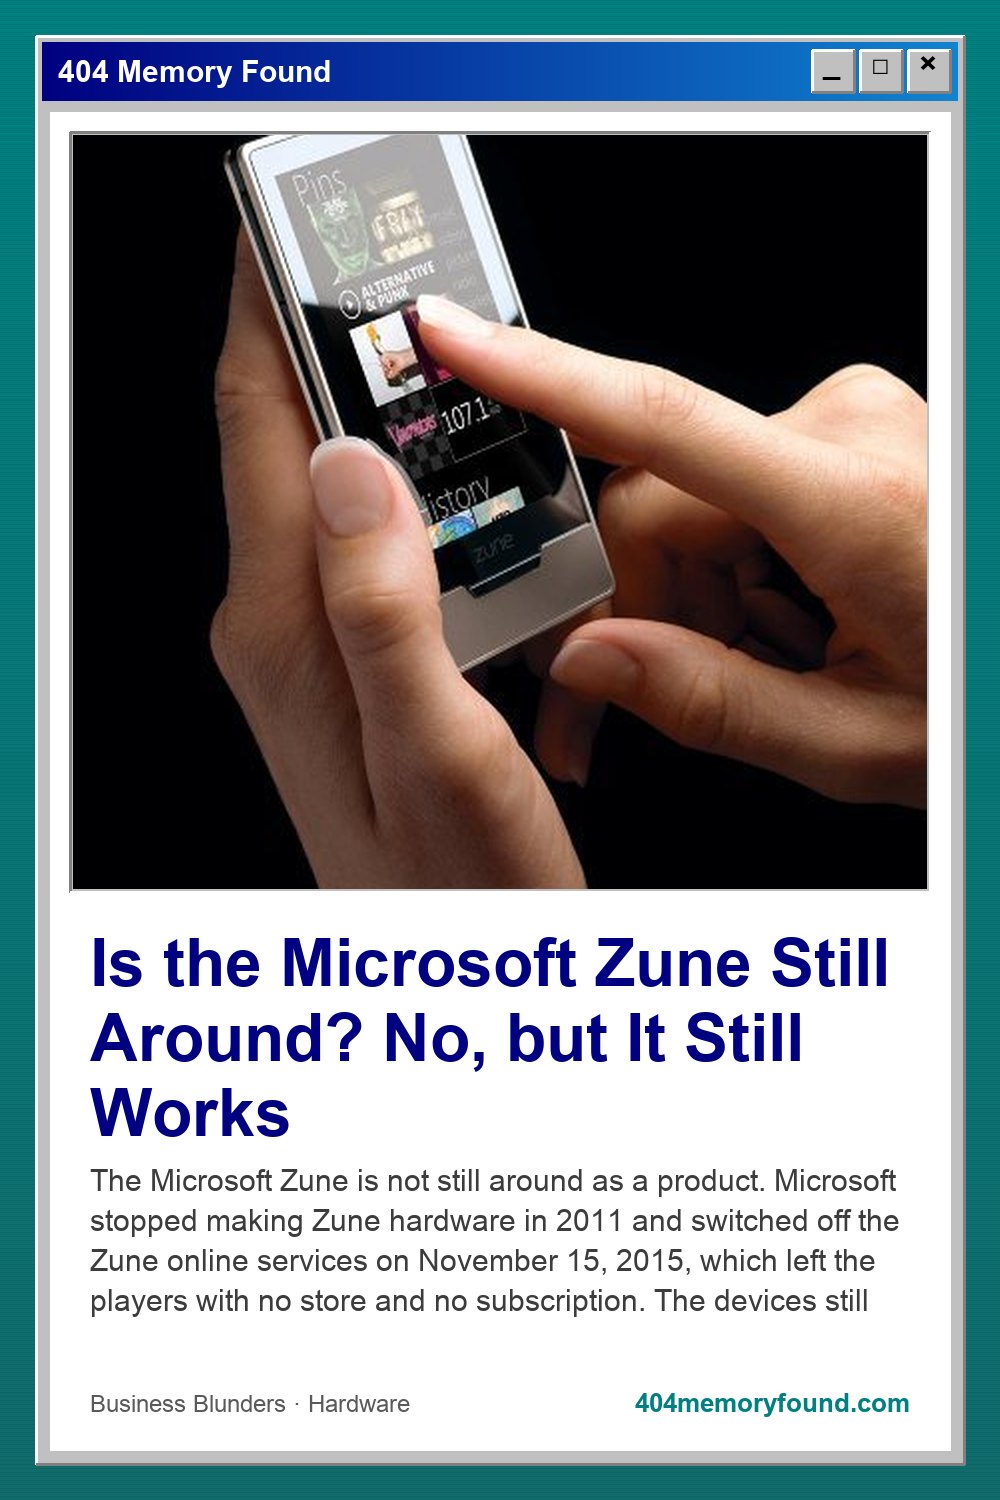 404 Memory Found
Pins
FRAY
ALTERNATIVE
& PUNK
107.1
History
zune
Is the Microsoft Zune Still
Around? No, but It Still
Works
The Microsoft Zune is not still around as a product. Microsoft
stopped making Zune hardware in 2011 and switched off the
Zune online services on November 15, 2015, which left the
players with no store and no subscription. The devices still
Business Blunders · Hardware
404memoryfound.com